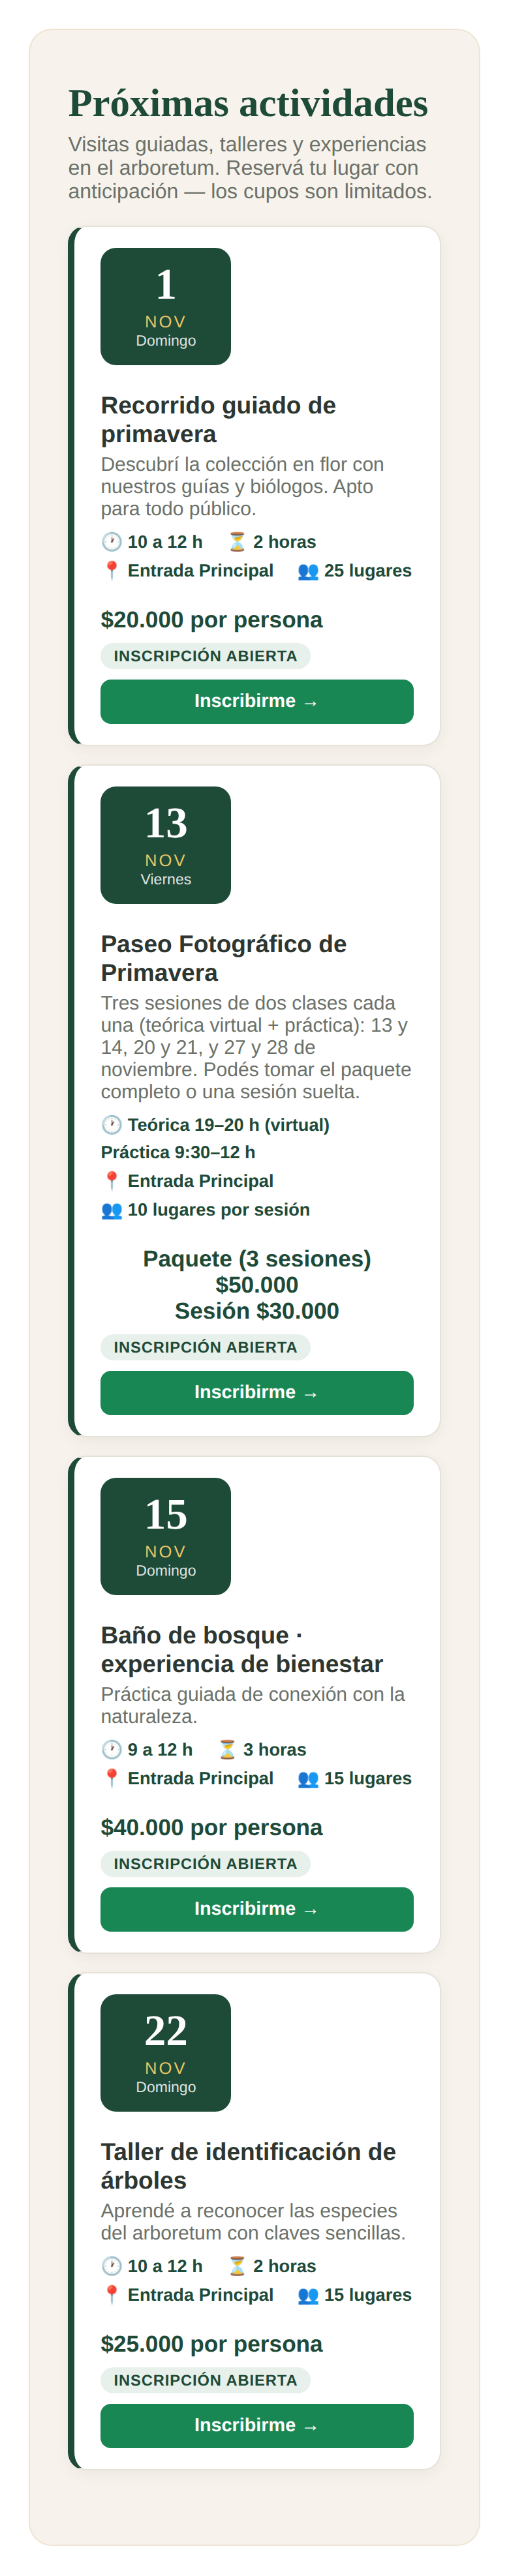 Próximas actividades
Visitas guiadas, talleres y experiencias
en el arboretum. Reservá tu lugar con
anticipación — los cupos son limitados.
1
NOV
Domingo
Recorrido guiado de
primavera
Descubrí la colección en flor con
nuestros guías y biólogos. Apto
para todo público.
🕐 10 a 12 h ⏳ 2 horas
📍 Entrada Principal 👥 25 lugares
$20.000 por persona
INSCRIPCIÓN ABIERTA
Inscribirme →
13
NOV
Viernes
Paseo Fotográfico de
Primavera
Tres sesiones de dos clases cada
una (teórica virtual + práctica): 13 y
14, 20 y 21, y 27 y 28 de
noviembre. Podés tomar el paquete
completo o una sesión suelta.
🕐 Teórica 19–20 h (virtual)
Práctica 9:30–12 h
📍 Entrada Principal
👥 10 lugares por sesión
Paquete (3 sesiones)
$50.000
Sesión $30.000
INSCRIPCIÓN ABIERTA
Inscribirme →
15
NOV
Domingo
Baño de bosque ·
experiencia de bienestar
Práctica guiada de conexión con la
naturaleza.
🕐 9 a 12 h ⏳ 3 horas
📍 Entrada Principal 👥 15 lugares
$40.000 por persona
INSCRIPCIÓN ABIERTA
Inscribirme →
22
NOV
Domingo
Taller de identificación de
árboles
Aprendé a reconocer las especies
del arboretum con claves sencillas.
🕐 10 a 12 h ⏳ 2 horas
📍 Entrada Principal 👥 15 lugares
$25.000 por persona
INSCRIPCIÓN ABIERTA
Inscribirme →